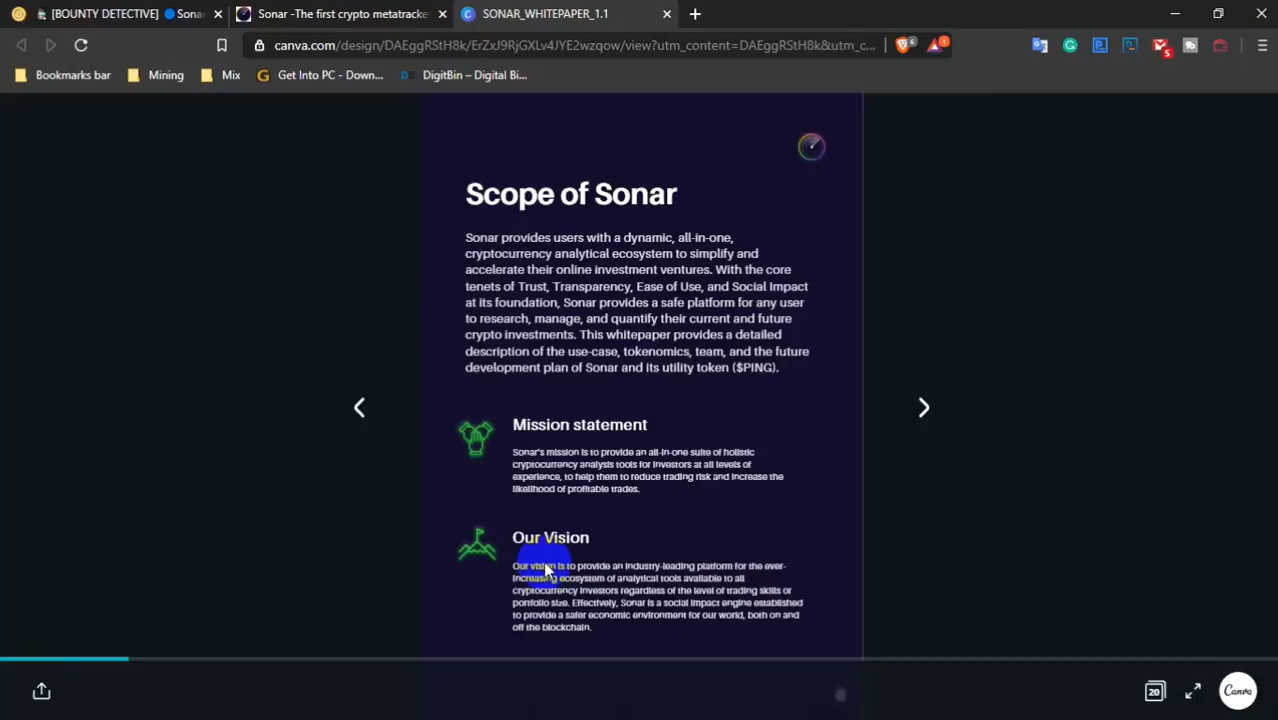 [BOUNTY DETECTIVE] Sonar
Sonar -The first crypto metatracke
SONAR_WHITEPAPER_1.1
canva.com/design/DAEggRStH8k/ErZxJ9RjGXLv4JYE2wzqow/view?utm_content=DAEggRStH8k&utm_c...
6
1
5
Bookmarks bar
Mining
Mix
Get Into PC - Down...
DigitBin – Digital Bi...
Scope of Sonar
Sonar provides users with a dynamic, all-in-one,
cryptocurrency analytical ecosystem to simplify and
accelerate their online investment ventures. With the core
tenets of Trust, Transparency, Ease of Use, and Social Impact
at its foundation, Sonar provides a safe platform for any user
to research, manage, and quantify their current and future
crypto investments. This whitepaper provides a detailed
description of the use-case, tokenomics, team, and the future
development plan of Sonar and its utility token ($PING).
Mission statement
Sonar's mission is to provide an all-in-one suite of holistic
cryptocurrency analysis tools for investors at all levels of
experience, to help them to reduce trading risk and increase the
likelihood of profitable trades.
Our Vision
Our vision is to provide an industry-leading platform for the ever-
increasing ecosystem of analytical tools available to all
cryptocurrency investors regardless of the level of trading skills or
portfolio size. Effectively, Sonar is a social impact engine established
to provide a safer economic environment for our world, both on and
off the blockchain.
20
Canva